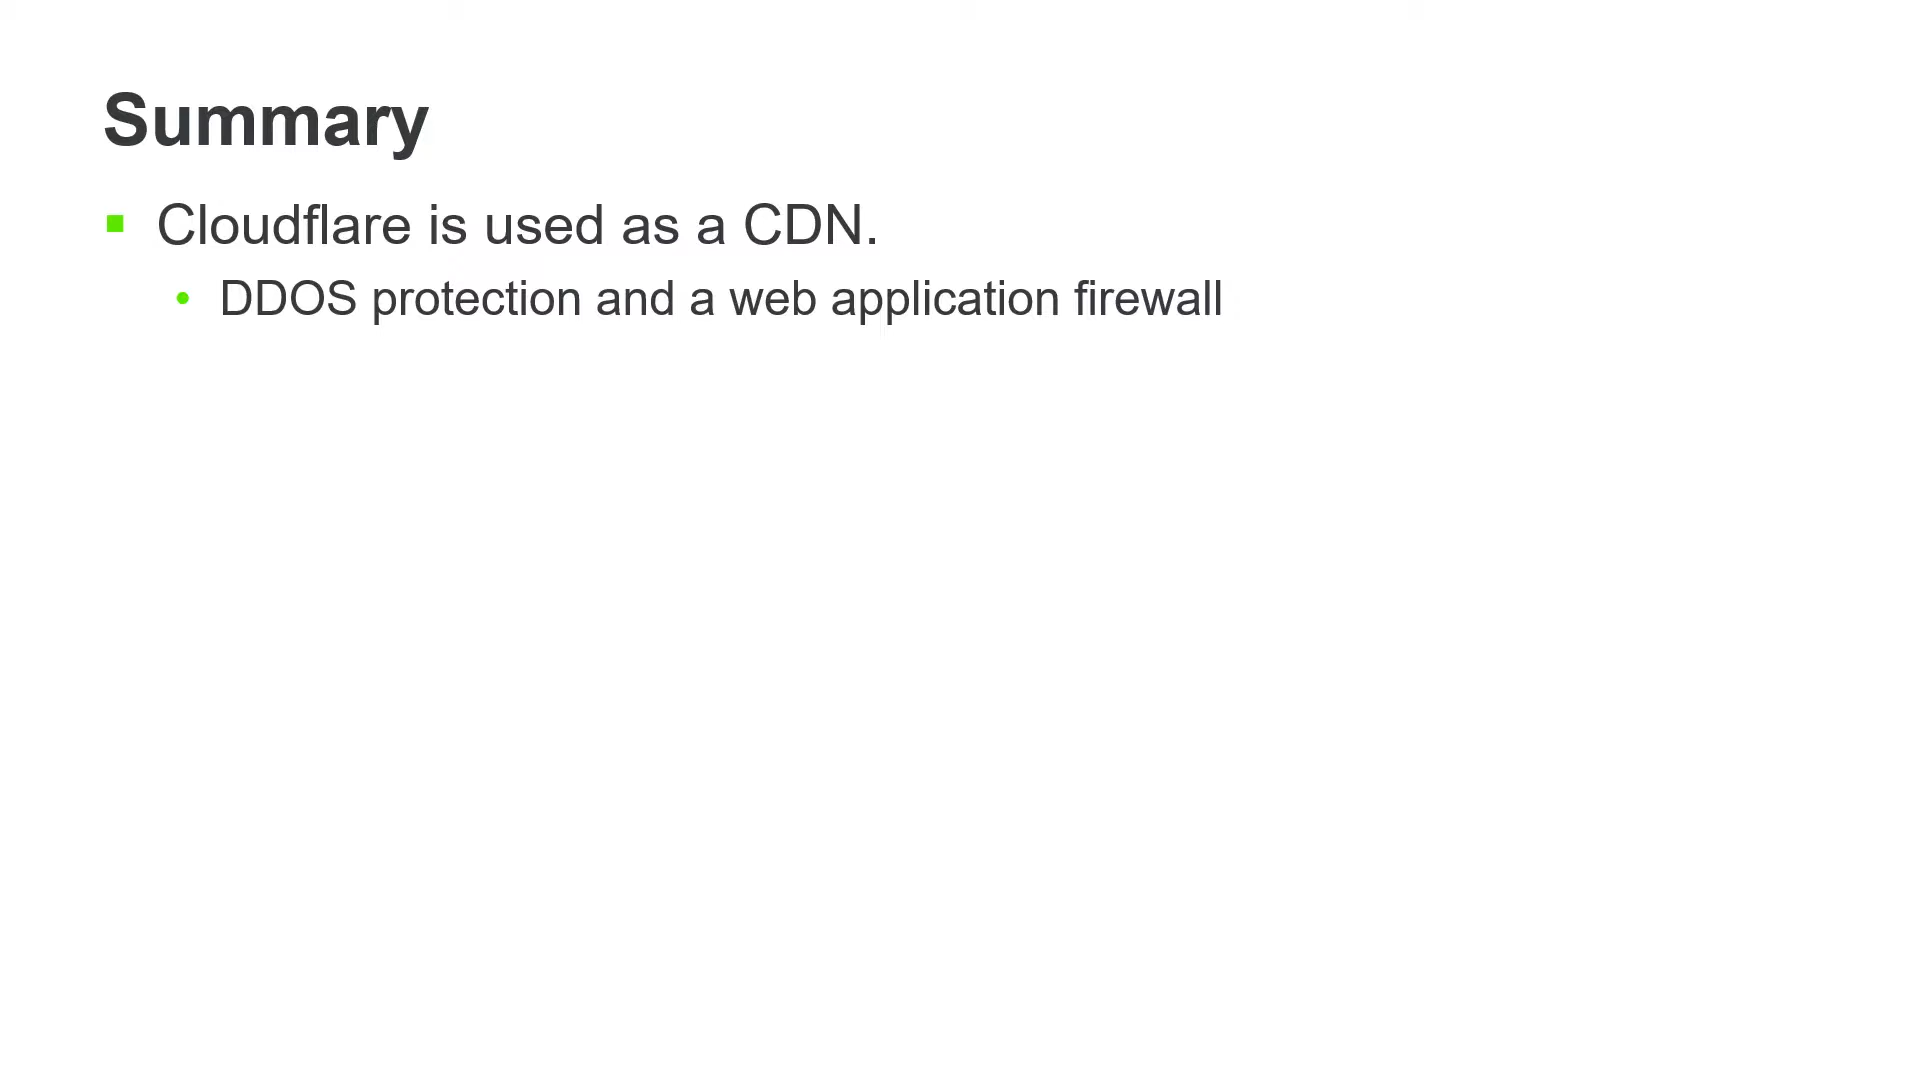 Summary
Cloudflare is used as a CDN.
DDOS protection and a web application firewall